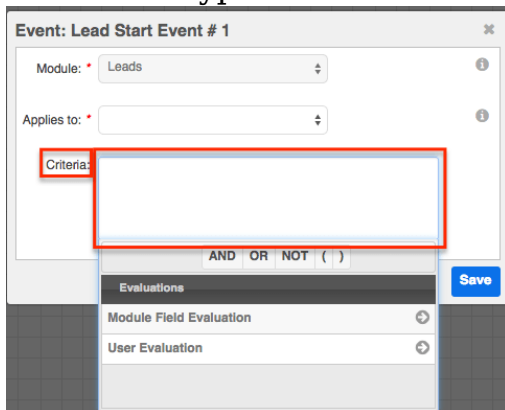 Event: Lead Start Event # 1
Module: * Leads
Applies to: *
Criteria:
AND OR NOT ( )
Save
Evaluations
Module Field Evaluation
User Evaluation